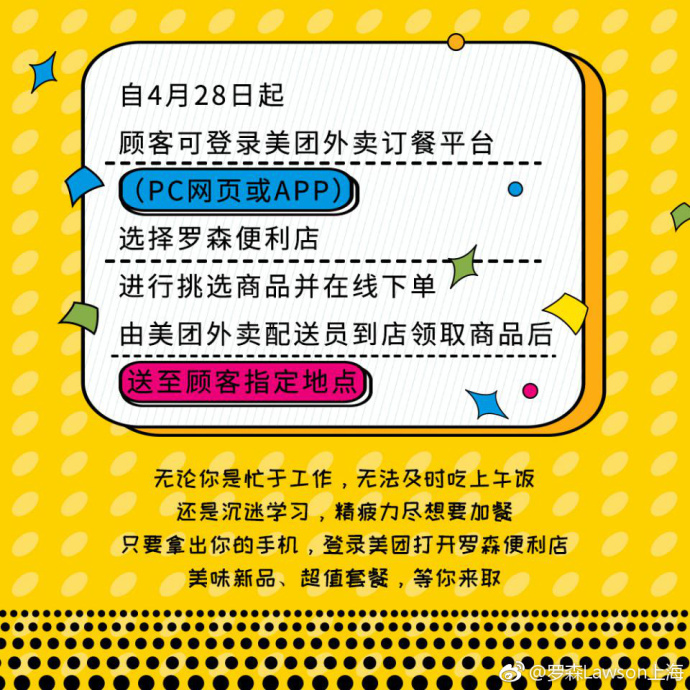 自4月28日起
顾客可登录美团外卖订餐平台
（PC网页或APP）
选择罗森便利店
进行挑选商品并在线下单
由美团外卖配送员到店领取商品后
送至顾客指定地点
无论你是忙于工作，无法及时吃上午饭
还是沉迷学习，精疲力尽想要加餐
只要拿出你的手机，登录美团打开罗森便利店
美味新品、超值套餐，等你来取
@罗森Lawson上海